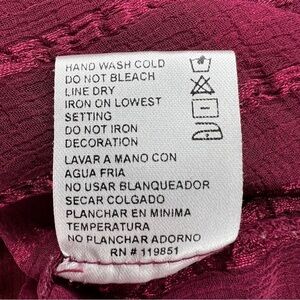 HAND WASH COLD
DO NOT BLEACH
LINE DRY
IRON ON LOWEST
SETTING
DO NOT IRON
DECORATION
LAVAR A MANO CON
AGUA FRIA
NO USAR BLANQUEADOR
SECAR COLGADO
PLANCHAR EN MINIMA
TEMPERATURA
NO PLANCHAR ADORNO
RN # 119851